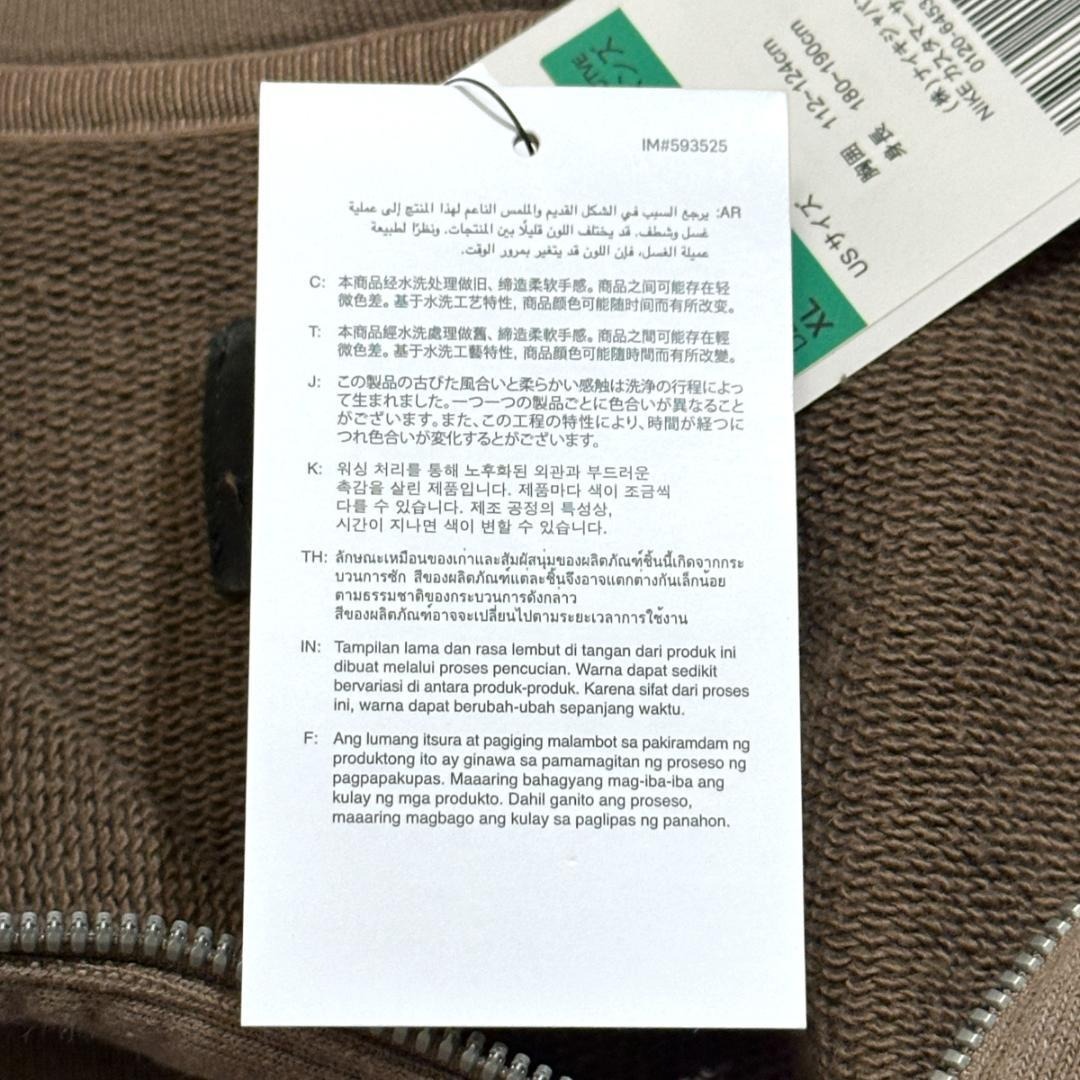 IM#593525
AR: يرجع السبب في الشكل القديم والملمس الناعم لهذا المنتج إلى عملية
غسل وشطف. قد يختلف اللون قليلًا بين المنتجات. ونظرًا لطبيعة
عميلة الغسل، فإن اللون قد يتغير بمرور الوقت.
C: 本商品经水洗处理做旧、缔造柔软手感。商品之间可能存在轻
微色差。基于水洗工艺特性, 商品颜色可能随时间而有所改变。
T: 本商品經水洗處理做舊、締造柔軟手感。商品之間可能存在輕
微色差。基于水洗工藝特性, 商品顔色可能隨時間而有所改變。
J: この製品の古びた風合いと柔らかい感触は洗浄の行程によっ
て生まれました。一つ一つの製品ごとに色合いが異なること
がございます。また、この工程の特性により、時間が経つに
つれ色合いが変化するとがございます。
K: 워싱 처리를 통해 노후화된 외관과 부드러운
촉감을 살린 제품입니다. 제품마다 색이 조금씩
다를 수 있습니다. 제조 공정의 특성상,
시간이 지나면 색이 변할 수 있습니다.
TH: ลักษณะเหมือนของเก่าและสัมผัสนุ่มของผลิตภัณฑ์ชิ้นนี้เกิดจากกระ
บวนการซัก สีของผลิตภัณฑ์แต่ละชิ้นจึงอาจแตกต่างกันเล็กน้อย
ตามธรรมชาติของกระบวนการดังกล่าว
สีของผลิตภัณฑ์อาจจะเปลี่ยนไปตามระยะเวลาการใช้งาน
IN: Tampilan lama dan rasa lembut di tangan dari produk ini
dibuat melalui proses pencucian. Warna dapat sedikit
bervariasi di antara produk-produk. Karena sifat dari proses
ini, warna dapat berubah-ubah sepanjang waktu.
F: Ang lumang itsura at pagiging malambot sa pakiramdam ng
produktong ito ay ginawa sa pamamagitan ng proseso ng
pagpapakupas. Maaaring bahagyang mag-iba-iba ang
kulay ng mga produkto. Dahil ganito ang proseso,
maaaring magbago ang kulay sa paglipas ng panahon.
USサイズ
XL
胸囲 112~124cm
身長 180~190cm
(株)ナイキジャパ
NIKE カスタマーサ
0120-6453